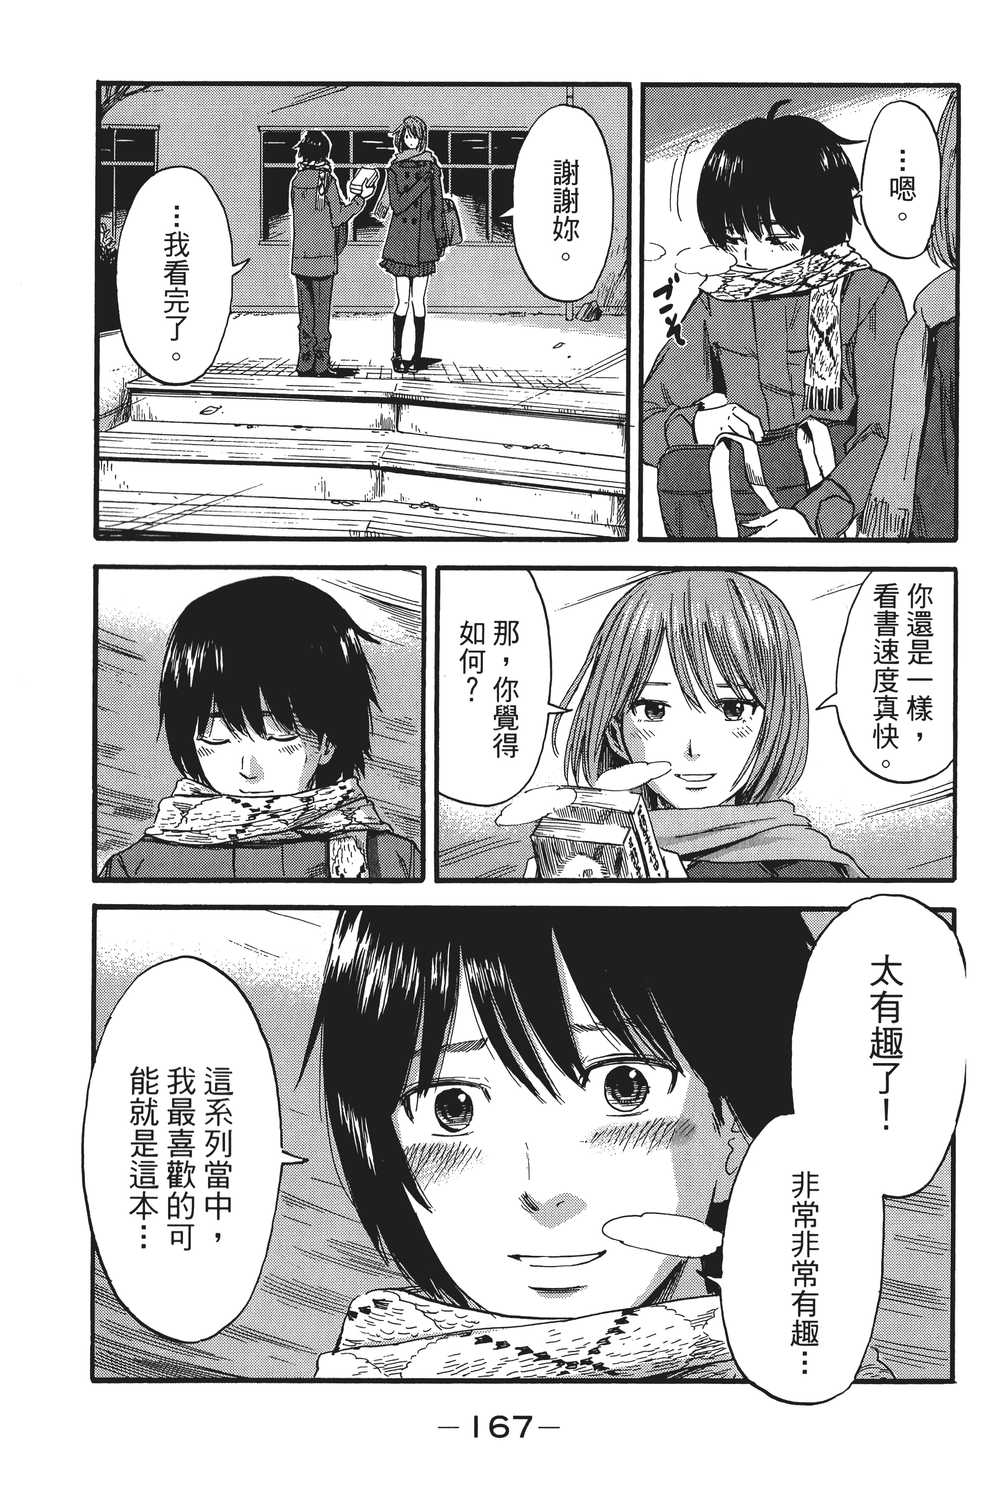 …嗯。
謝謝妳。
…我看完了。
你還是一樣，
看書速度真快。
那，你覺得
如何？
太有趣了！
非常非常有趣…
這系列當中，
我最喜歡的可
能就是這本…
—167—